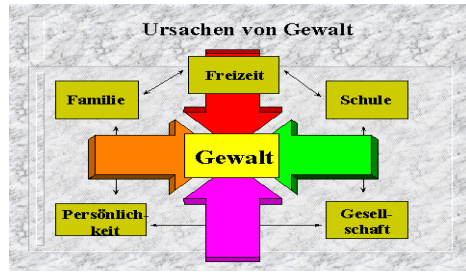 Ursachen von Gewalt
Freizeit
Familie
Schule
Gewalt
Persönlich-
keit
Gesell-
schaft